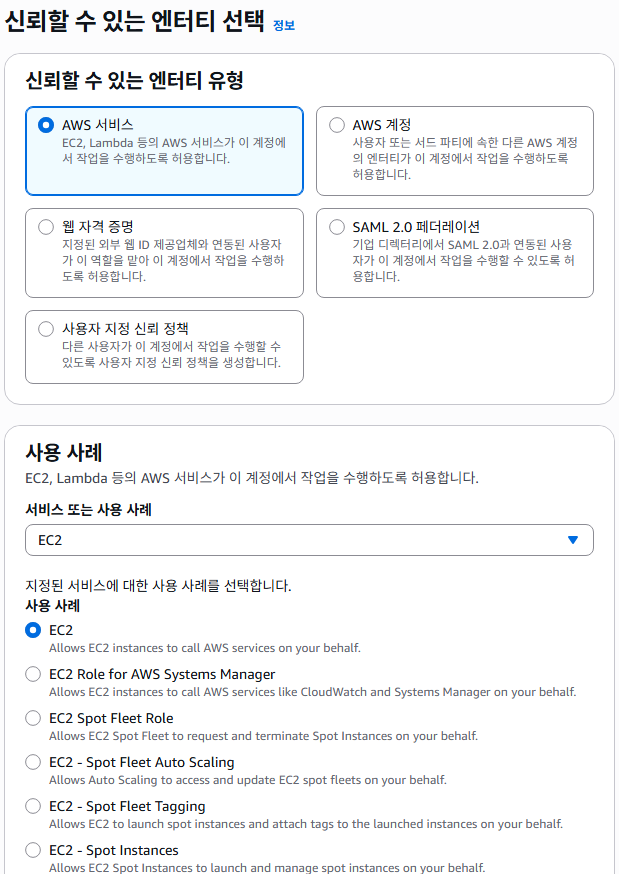 신뢰할 수 있는 엔터티 선택 정보
신뢰할 수 있는 엔터티 유형
AWS 서비스
EC2, Lambda 등의 AWS 서비스가 이 계정에
서 작업을 수행하도록 허용합니다.
AWS 계정
사용자 또는 서드 파티에 속한 다른 AWS 계정
의 엔터티가 이 계정에서 작업을 수행하도록
허용합니다.
웹 자격 증명
지정된 외부 웹 ID 제공업체와 연동된 사용자
가 이 역할을 맡아 이 계정에서 작업을 수행하
도록 허용합니다.
SAML 2.0 페더레이션
기업 디렉터리에서 SAML 2.0과 연동된 사용
자가 이 계정에서 작업을 수행할 수 있도록 허
용합니다.
사용자 지정 신뢰 정책
다른 사용자가 이 계정에서 작업을 수행할 수
있도록 사용자 지정 신뢰 정책을 생성합니다.
사용 사례
EC2, Lambda 등의 AWS 서비스가 이 계정에서 작업을 수행하도록 허용합니다.
서비스 또는 사용 사례
EC2
지정된 서비스에 대한 사용 사례를 선택합니다.
사용 사례
EC2
Allows EC2 instances to call AWS services on your behalf.
EC2 Role for AWS Systems Manager
Allows EC2 instances to call AWS services like CloudWatch and Systems Manager on your behalf.
EC2 Spot Fleet Role
Allows EC2 Spot Fleet to request and terminate Spot Instances on your behalf.
EC2 - Spot Fleet Auto Scaling
Allows Auto Scaling to access and update EC2 spot fleets on your behalf.
EC2 - Spot Fleet Tagging
Allows EC2 to launch spot instances and attach tags to the launched instances on your behalf.
EC2 - Spot Instances
Allows EC2 Spot Instances to launch and manage spot instances on your behalf.